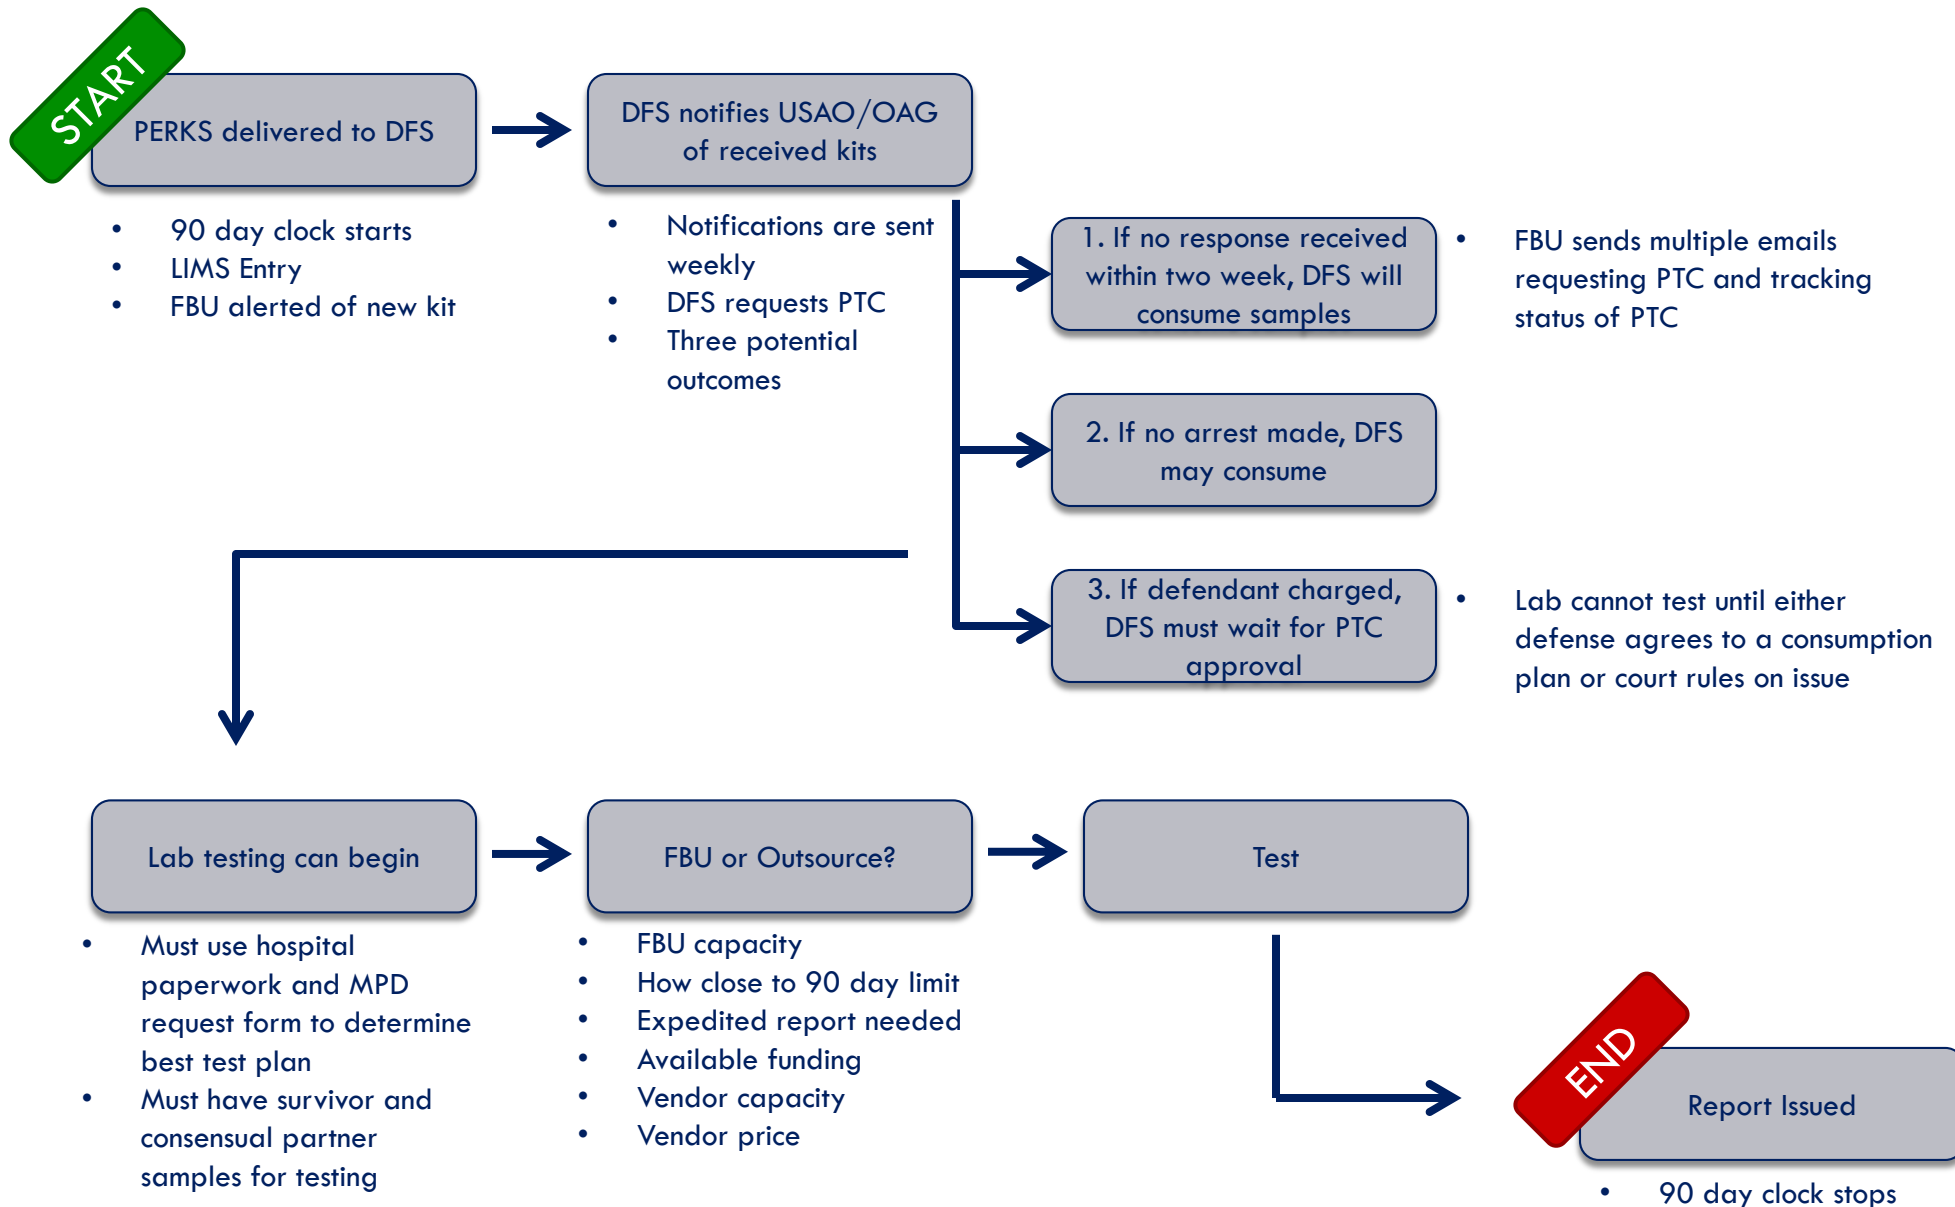 START
PERKS delivered to DFS
• 90 day clock starts
• LIMS Entry
• FBU alerted of new kit
DFS notifies USAO/OAG
of received kits
• Notifications are sent
weekly
• DFS requests PTC
• Three potential
outcomes
1. If no response received
within two week, DFS will
consume samples
• FBU sends multiple emails
requesting PTC and tracking
status of PTC
2. If no arrest made, DFS
may consume
3. If defendant charged,
DFS must wait for PTC
approval
• Lab cannot test until either
defense agrees to a consumption
plan or court rules on issue
Lab testing can begin
• Must use hospital
paperwork and MPD
request form to determine
best test plan
• Must have survivor and
consensual partner
samples for testing
FBU or Outsource?
• FBU capacity
• How close to 90 day limit
• Expedited report needed
• Available funding
• Vendor capacity
• Vendor price
Test
END
Report Issued
• 90 day clock stops